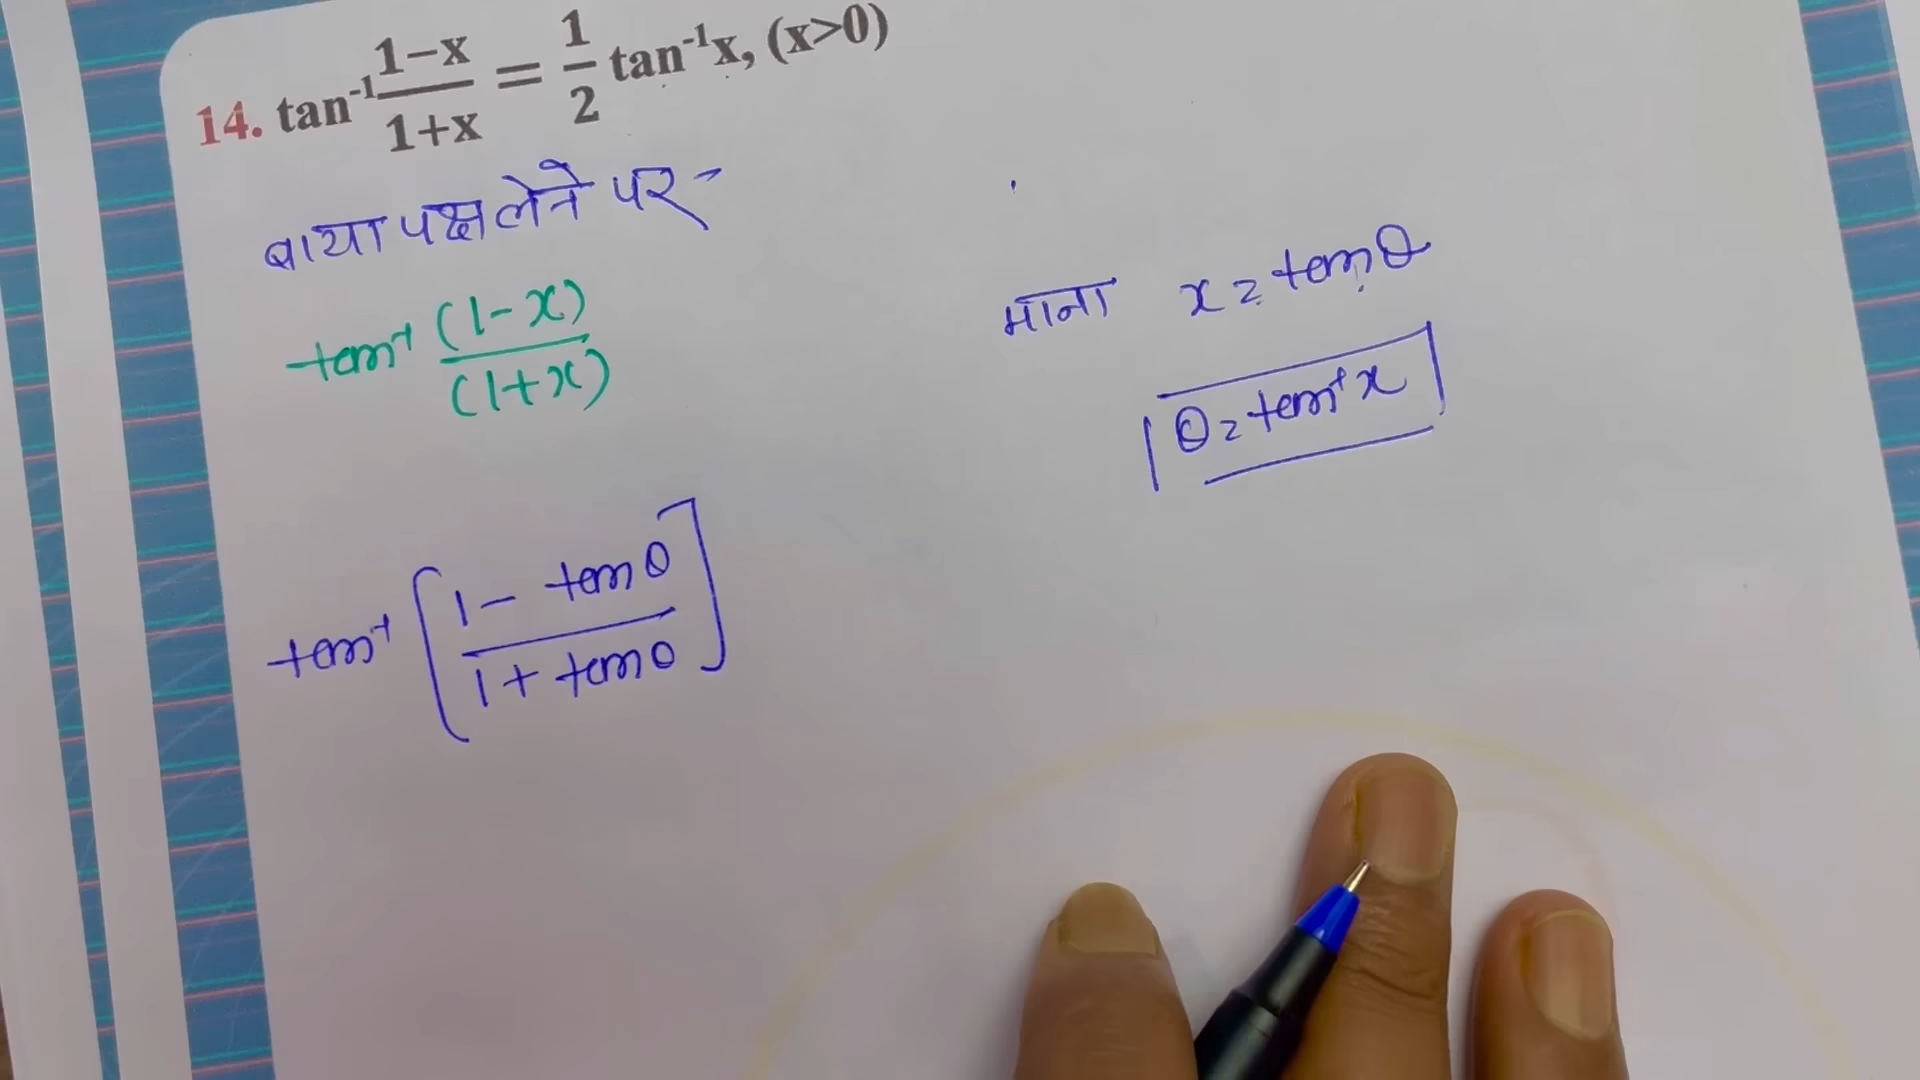 14. tan⁻¹ (1-x)/(1+x) = 1/2 tan⁻¹x, (x>0)
बाया पक्ष लेने पर -
tan⁻¹ (1-x)/(1+x)
माना x = tanθ
θ = tan⁻¹x
tan⁻¹ [(1 - tanθ)/(1 + tanθ)]